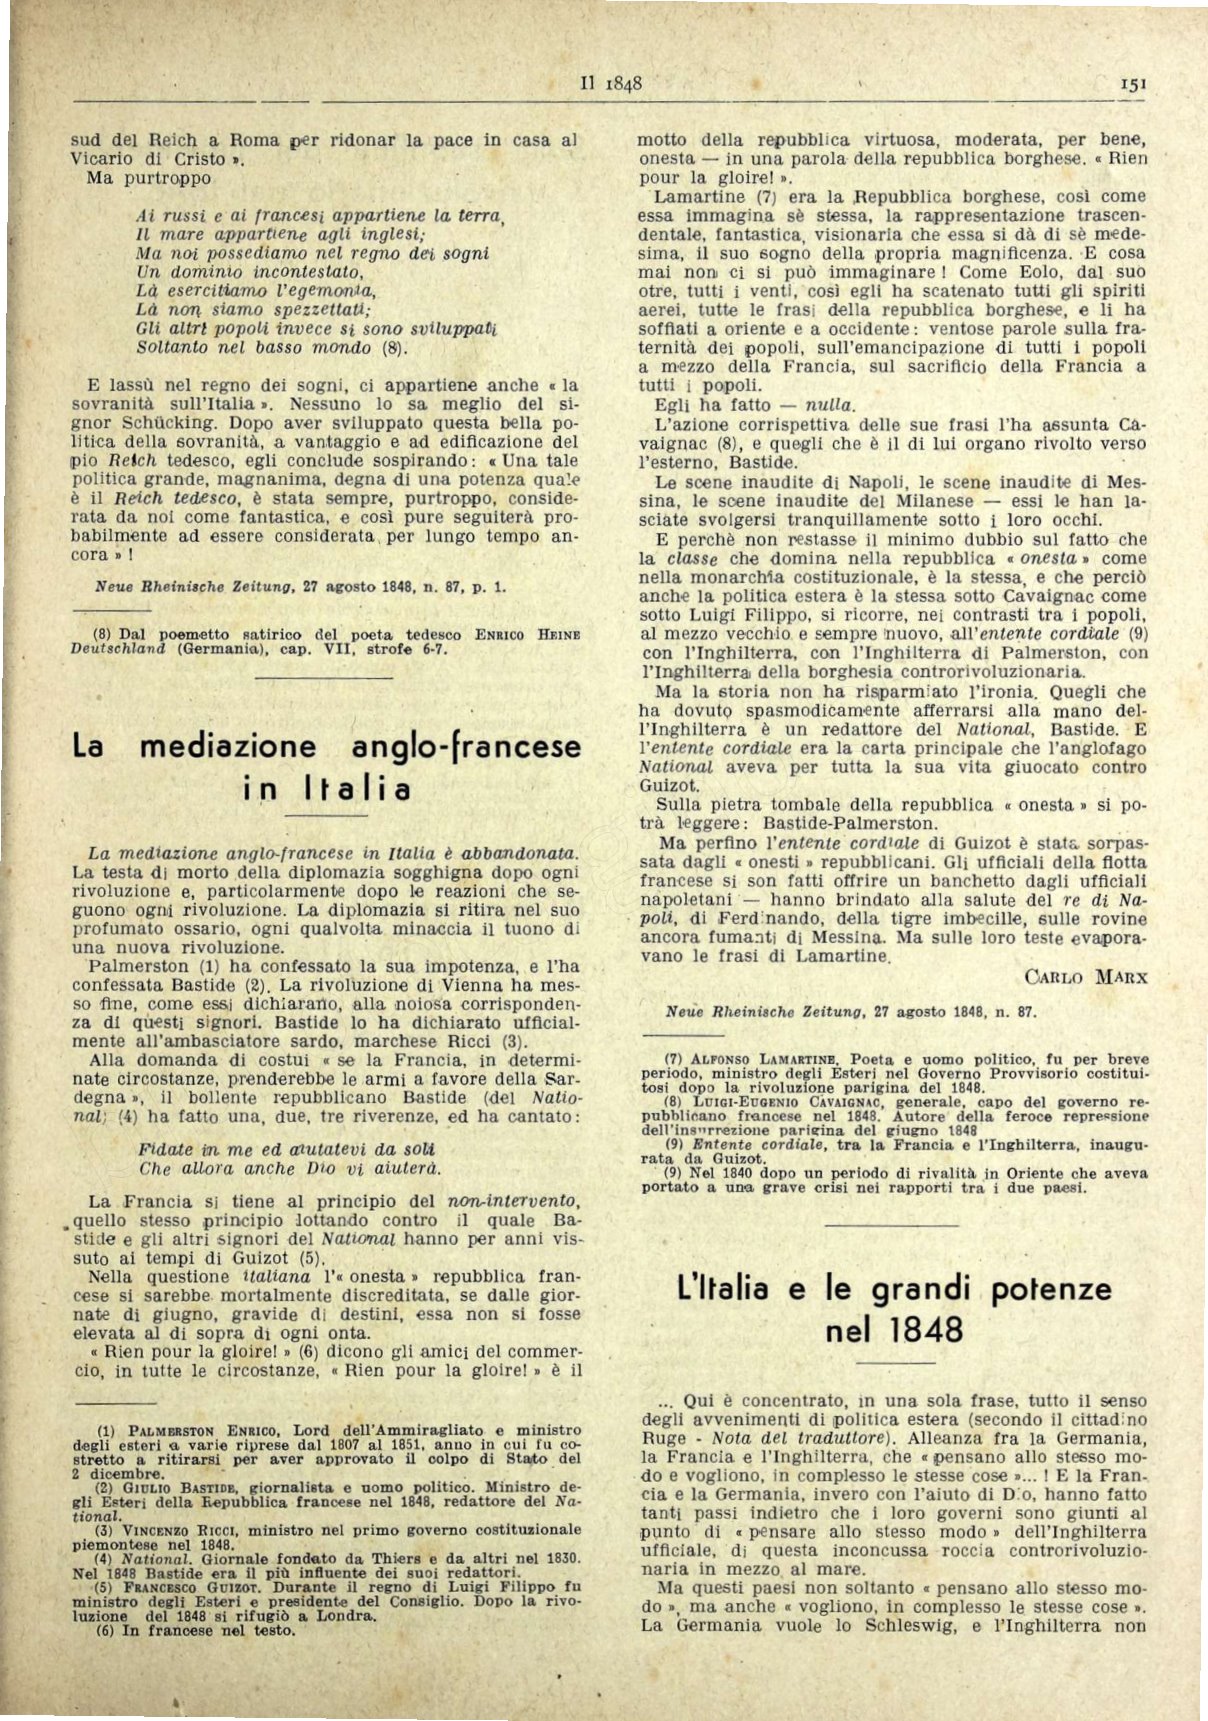 Il 1848
151
sud del Reich a Roma per ridonar la pace in casa al
Vicario di Cristo ».
Ma purtroppo
Ai russi e ai francesi appartiene la terra,
Il mare appartiene agli inglesi;
Ma noi possediamo nel regno dei sogni
Un dominio incontestato,
Là esercitiamo l'egemonia,
Là non siamo spezzettati;
Gli altri popoli invece si sono sviluppati
Soltanto nel basso mondo (8).
E lassù nel regno dei sogni, ci appartiene anche « la
sovranità sull'Italia ». Nessuno lo sa meglio del si-
gnor Schücking. Dopo aver sviluppato questa bella po-
litica della sovranità, a vantaggio e ad edificazione del
pio Reich tedesco, egli conclude sospirando: « Una tale
politica grande, magnanima, degna di una potenza quale
è il Reich tedesco, è stata sempre, purtroppo, conside-
rata da noi come fantastica, e così pure seguiterà pro-
babilmente ad essere considerata per lungo tempo an-
cora » !
Neue Rheinische Zeitung, 27 agosto 1848, n. 87, p. 1.
(8) Dal poemetto satirico del poeta tedesco ENRICO HEINE
Deutschland (Germania), cap. VII, strofe 6-7.
La mediazione anglo-francese
in Italia
La mediazione anglo-francese in Italia è abbandonata.
La testa di morto della diplomazia sogghigna dopo ogni
rivoluzione e, particolarmente dopo le reazioni che se-
guono ogni rivoluzione. La diplomazia si ritira nel suo
profumato ossario, ogni qualvolta minaccia il tuono di
una nuova rivoluzione.
Palmerston (1) ha confessato la sua impotenza, e l'ha
confessata Bastide (2). La rivoluzione di Vienna ha mes-
so fine, come essi dichiarano, alla noiosa corrisponden-
za di questi signori. Bastide lo ha dichiarato ufficial-
mente all'ambasciatore sardo, marchese Ricci (3).
Alla domanda di costui « se la Francia, in determi-
nate circostanze, prenderebbe le armi a favore della Sar-
degna », il bollente repubblicano Bastide (del Natio-
nal; (4) ha fatto una, due, tre riverenze, ed ha cantato:
Fidate in me ed aiutatevi da soli
Che allora anche Dio vi aiuterà.
La Francia si tiene al principio del non-intervento,
quello stesso principio lottando contro il quale Ba-
stide e gli altri signori del National hanno per anni vis-
suto ai tempi di Guizot (5).
Nella questione italiana l'« onesta » repubblica fran-
cese si sarebbe mortalmente discreditata, se dalle gior-
nate di giugno, gravide di destini, essa non si fosse
elevata al di sopra di ogni onta.
« Rien pour la gloire! » (6) dicono gli amici del commer-
cio, in tutte le circostanze, « Rien pour la gloire! » è il
(1) PALMERSTON ENRICO, Lord dell'Ammiragliato e ministro
degli esteri a varie riprese dal 1807 al 1851, anno in cui fu co-
stretto a ritirarsi per aver approvato il colpo di Stato del
2 dicembre.
(2) GIULIO BASTIDE, giornalista e uomo politico. Ministro de-
gli Esteri della Repubblica francese nel 1848, redattore del Na-
tional.
(3) VINCENZO RICCI, ministro nel primo governo costituzionale
piemontese nel 1848.
(4) National. Giornale fondato da Thiers e da altri nel 1830.
Nel 1848 Bastide era il più influente dei suoi redattori.
(5) FRANCESCO GUIZOT. Durante il regno di Luigi Filippo fu
ministro degli Esteri e presidente del Consiglio. Dopo la rivo-
luzione del 1848 si rifugiò a Londra.
(6) In francese nel testo.
motto della repubblica virtuosa, moderata, per bene,
onesta — in una parola della repubblica borghese. « Rien
pour la gloire! ».
Lamartine (7) era la Repubblica borghese, così come
essa immagina sè stessa, la rappresentazione trascen-
dentale, fantastica, visionaria che essa si dà di sè mede-
sima, il suo sogno della propria magnificenza. E cosa
mai non ci si può immaginare ! Come Eolo, dal suo
otre, tutti i venti, così egli ha scatenato tutti gli spiriti
aerei, tutte le frasi della repubblica borghese, e li ha
soffiati a oriente e a occidente: ventose parole sulla fra-
ternità dei popoli, sull'emancipazione di tutti i popoli
a mezzo della Francia, sul sacrificio della Francia a
tutti i popoli.
Egli ha fatto — nulla.
L'azione corrispettiva delle sue frasi l'ha assunta Ca-
vaignac (8), e quegli che è il di lui organo rivolto verso
l'esterno, Bastide.
Le scene inaudite di Napoli, le scene inaudite di Mes-
sina, le scene inaudite del Milanese — essi le han la-
sciate svolgersi tranquillamente sotto i loro occhi.
E perchè non restasse il minimo dubbio sul fatto che
la classe che domina nella repubblica « onesta » come
nella monarchia costituzionale, è la stessa, e che perciò
anche la politica estera è la stessa sotto Cavaignac come
sotto Luigi Filippo, si ricorre, nei contrasti tra i popoli,
al mezzo vecchio e sempre nuovo, all'entente cordiale (9)
con l'Inghilterra, con l'Inghilterra di Palmerston, con
l'Inghilterra della borghesia controrivoluzionaria.
Ma la storia non ha risparmiato l'ironia. Quegli che
ha dovuto spasmodicamente afferrarsi alla mano del-
l'Inghilterra è un redattore del National, Bastide. E
l'entente cordiale era la carta principale che l'anglofago
National aveva per tutta la sua vita giuocato contro
Guizot.
Sulla pietra tombale della repubblica « onesta » si po-
trà leggere: Bastide-Palmerston.
Ma perfino l'entente cordiale di Guizot è stata sorpas-
sata dagli « onesti » repubblicani. Gli ufficiali della flotta
francese si son fatti offrire un banchetto dagli ufficiali
napoletani — hanno brindato alla salute del re di Na-
poli, di Ferdinando, della tigre imbecille, sulle rovine
ancora fumanti di Messina. Ma sulle loro teste evapora-
vano le frasi di Lamartine.
CARLO MARX
Neue Rheinische Zeitung, 27 agosto 1848, n. 87.
(7) ALFONSO LAMARTINE. Poeta e uomo politico, fu per breve
periodo, ministro degli Esteri nel Governo Provvisorio costitui-
tosi dopo la rivoluzione parigina del 1848.
(8) LUIGI-EUGENIO CAVAIGNAC, generale, capo del governo re-
pubblicano francese nel 1848. Autore della feroce repressione
dell'insurrezione parigina del giugno 1848
(9) Entente cordiale, tra la Francia e l'Inghilterra, inaugu-
rata da Guizot.
(9) Nel 1840 dopo un periodo di rivalità in Oriente che aveva
portato a una grave crisi nei rapporti tra i due paesi.
L'Italia e le grandi potenze
nel 1848
... Qui è concentrato, in una sola frase, tutto il senso
degli avvenimenti di politica estera (secondo il cittadino
Ruge - Nota del traduttore). Alleanza fra la Germania,
la Francia e l'Inghilterra, che « pensano allo stesso mo-
do e vogliono, in complesso le stesse cose »... ! E la Fran-
cia e la Germania, invero con l'aiuto di Dio, hanno fatto
tanti passi indietro che i loro governi sono giunti al
punto di « pensare allo stesso modo » dell'Inghilterra
ufficiale, di questa inconcussa roccia controrivoluzio-
naria in mezzo al mare.
Ma questi paesi non soltanto « pensano allo stesso mo-
do », ma anche « vogliono, in complesso le stesse cose ».
La Germania vuole lo Schleswig, e l'Inghilterra non